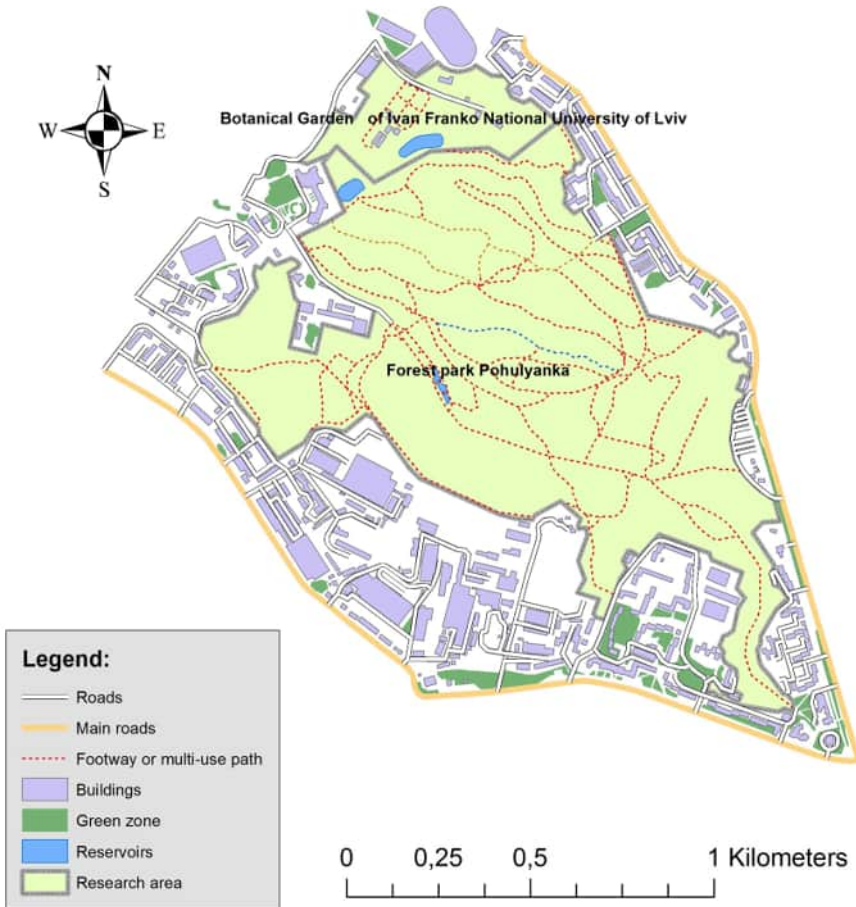 N
W E
S
Botanical Garden of Ivan Franko National University of Lviv
Forest park Pohulyanka
Legend:
Roads
Main roads
Footway or multi-use path
Buildings
Green zone
Reservoirs
Research area
0 0,25 0,5 1 Kilometers